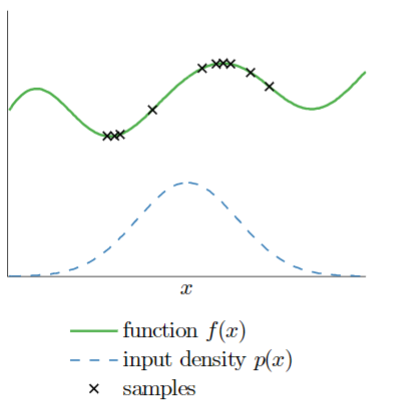 x
function f(x)
input density p(x)
samples